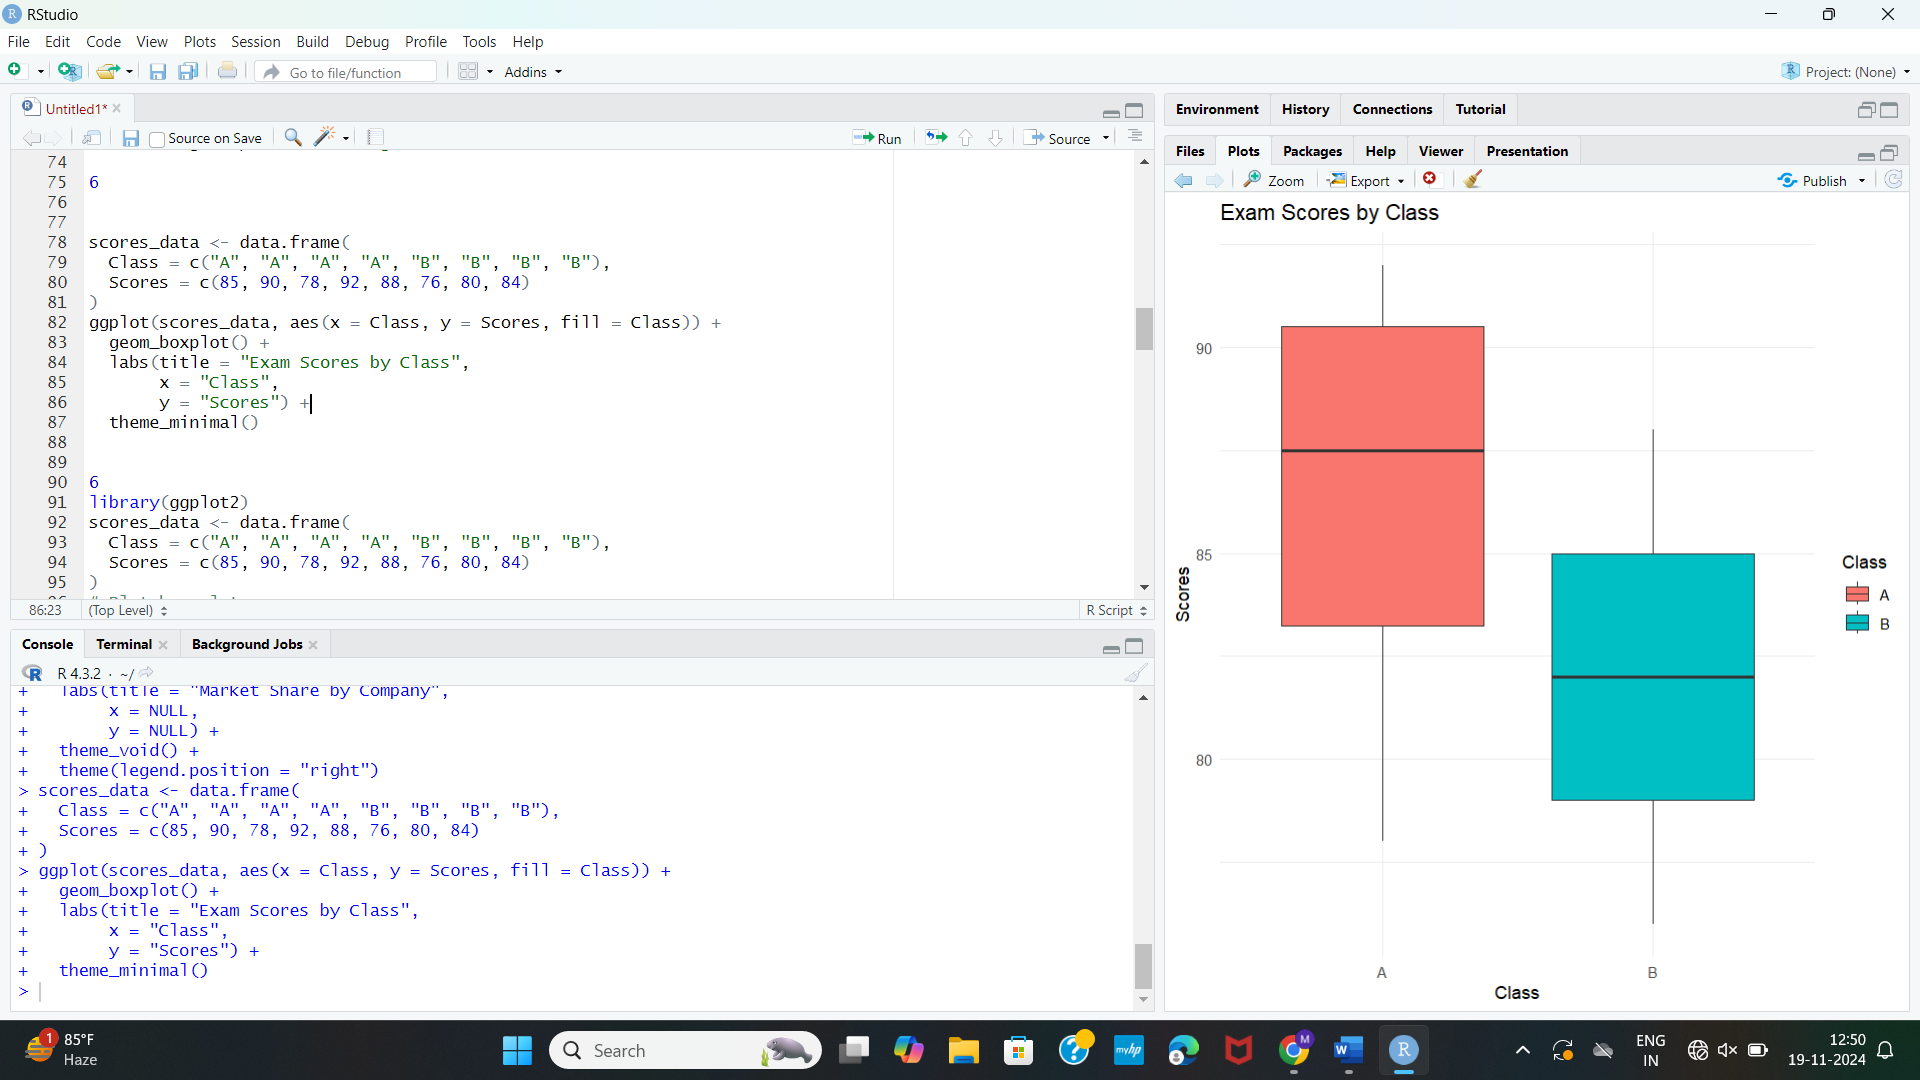 RStudio
File Edit Code View Plots Session Build Debug Profile Tools Help
Go to file/function Addins Project: (None)
Untitled1*
Source on Save Run Source
74
75 6
76
77
78 scores_data <- data.frame(
79 Class = c("A", "A", "A", "A", "B", "B", "B", "B"),
80 Scores = c(85, 90, 78, 92, 88, 76, 80, 84)
81 )
82 ggplot(scores_data, aes(x = Class, y = Scores, fill = Class)) +
83 geom_boxplot() +
84 labs(title = "Exam Scores by Class",
85 x = "Class",
86 y = "Scores") +
87 theme_minimal()
88
89
90 6
91 library(ggplot2)
92 scores_data <- data.frame(
93 Class = c("A", "A", "A", "A", "B", "B", "B", "B"),
94 Scores = c(85, 90, 78, 92, 88, 76, 80, 84)
95 )
86:23 (Top Level) R Script
Console Terminal Background Jobs
R 4.3.2 · ~/
+ labs(title = "Market Share by Company",
+ x = NULL,
+ y = NULL) +
+ theme_void() +
+ theme(legend.position = "right")
> scores_data <- data.frame(
+ Class = c("A", "A", "A", "A", "B", "B", "B", "B"),
+ Scores = c(85, 90, 78, 92, 88, 76, 80, 84)
+ )
> ggplot(scores_data, aes(x = Class, y = Scores, fill = Class)) +
+ geom_boxplot() +
+ labs(title = "Exam Scores by Class",
+ x = "Class",
+ y = "Scores") +
+ theme_minimal()
>
Environment History Connections Tutorial
Files Plots Packages Help Viewer Presentation
Zoom Export Publish
Exam Scores by Class
90
85
80
Scores
A B
Class
Class
A
B
1
85°F
Haze
Search
myhp
M
W
R
ENG
IN
12:50
19-11-2024